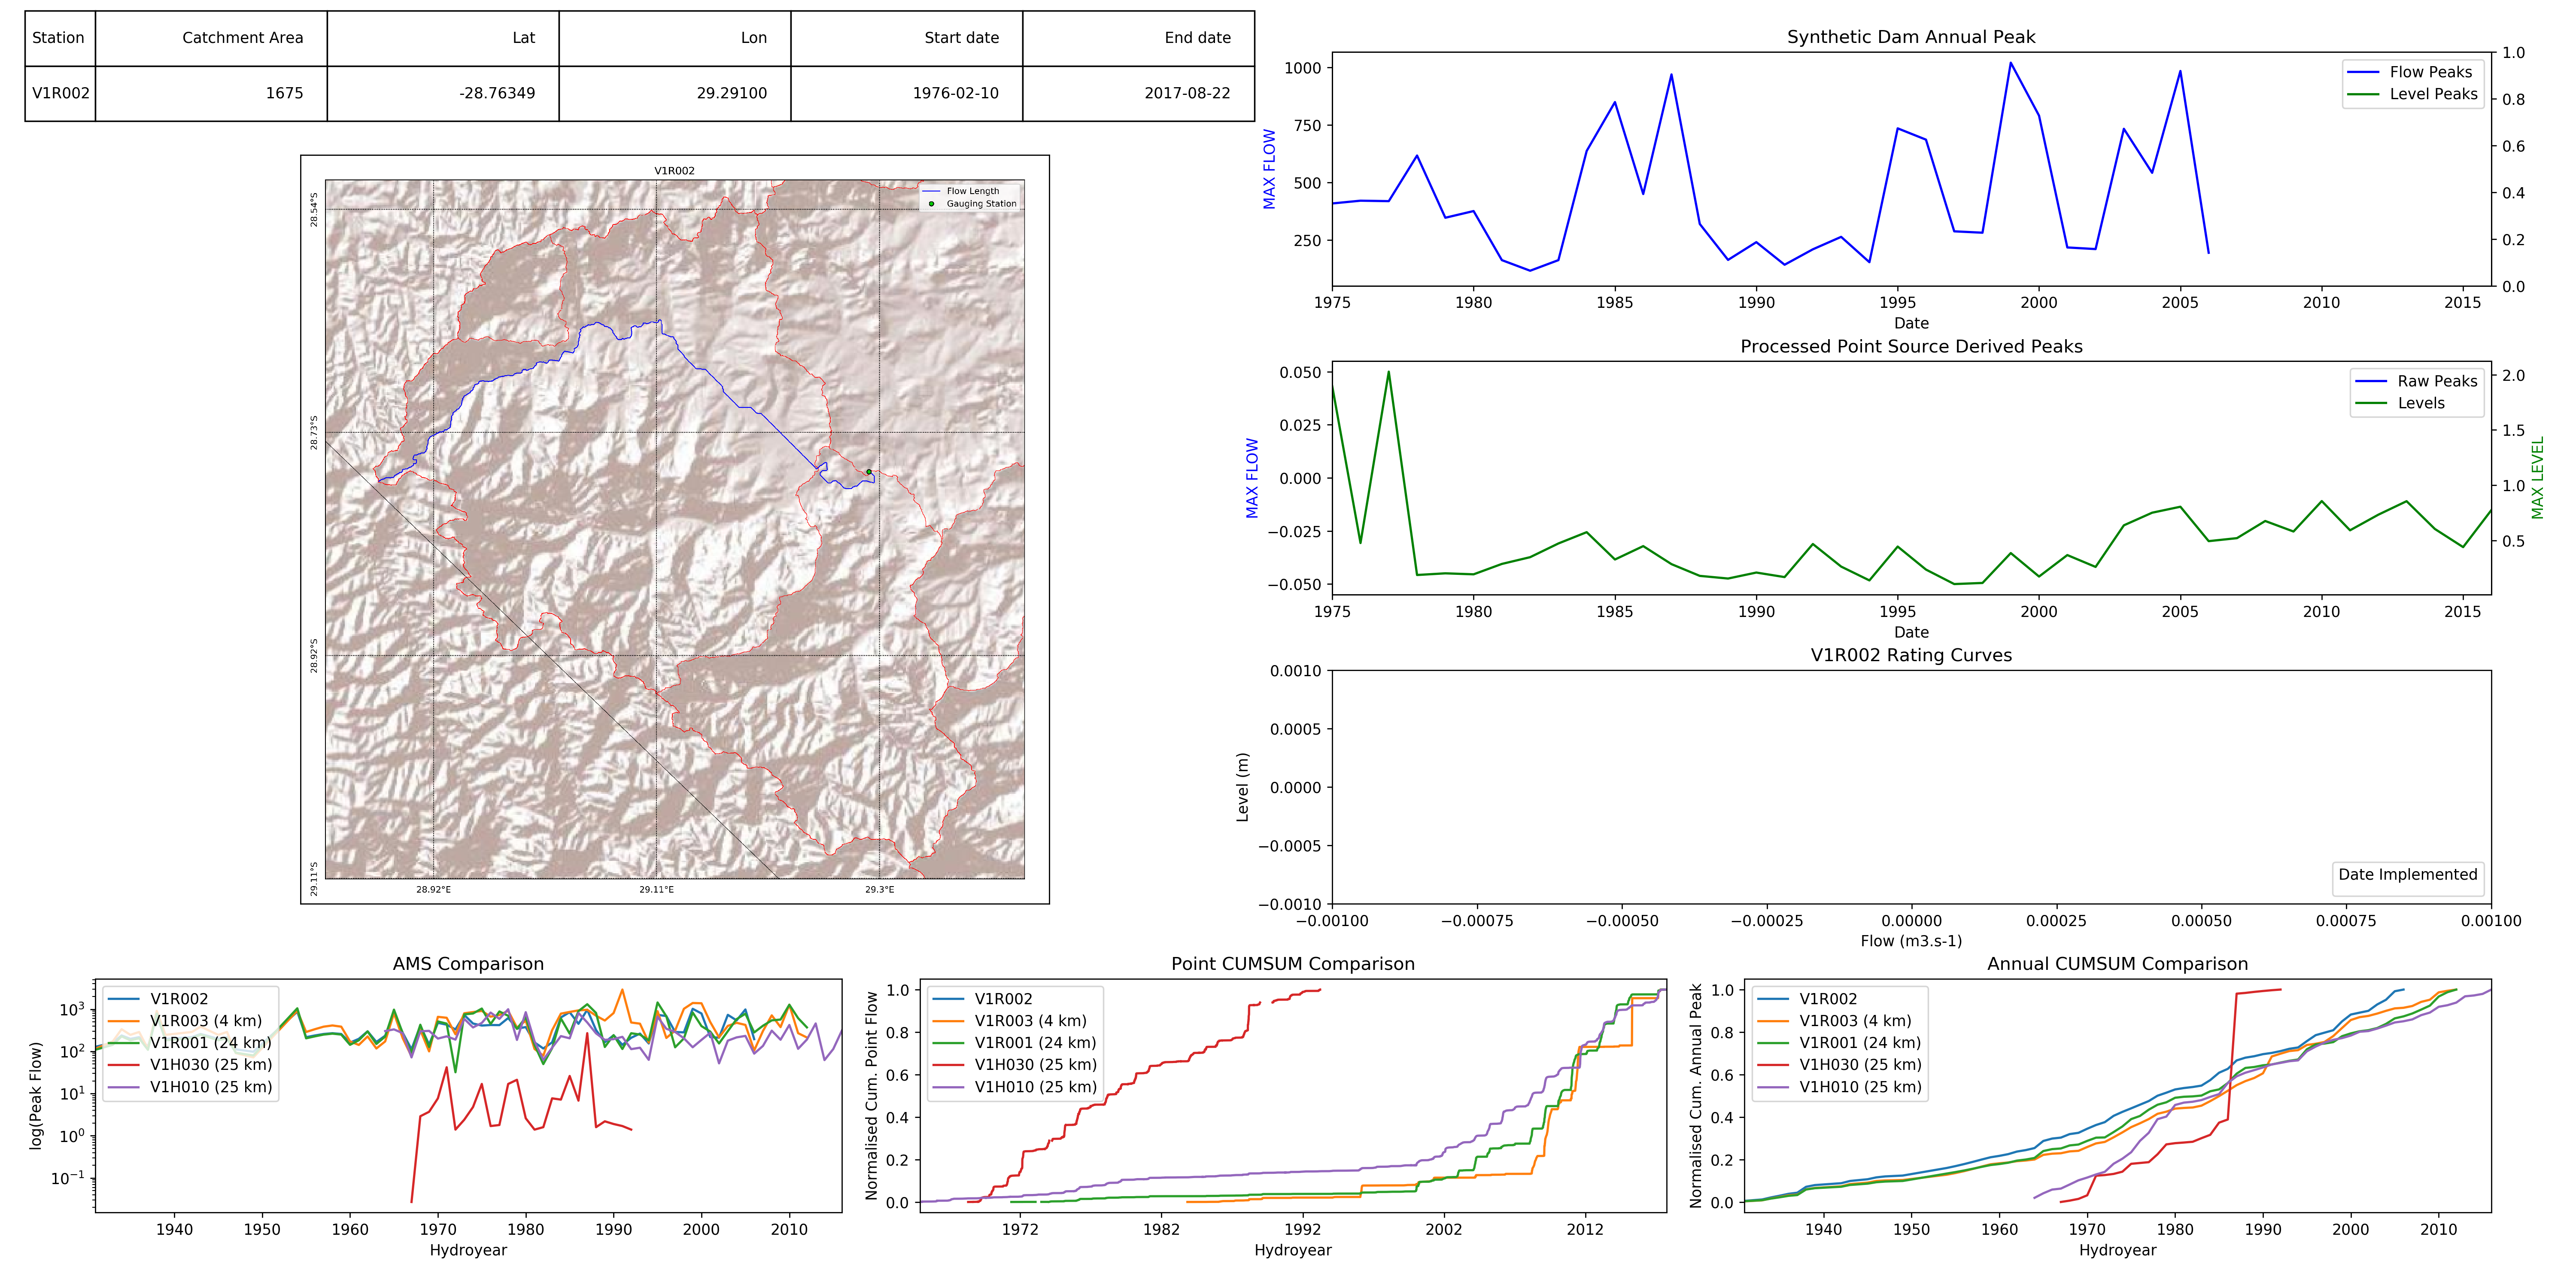 Station Catchment Area Lat Lon Start date End date
V1R002 1675 -28.76349 29.29100 1976-02-10 2017-08-22
V1R002
Flow Length
Gauging Station
28.54°S
28.73°S
28.92°S
29.11°S
28.92°E 29.11°E 29.3°E
Synthetic Dam Annual Peak
MAX FLOW
1000
750
500
250
1.0
0.8
0.6
0.4
0.2
0.0
Flow Peaks
Level Peaks
1975 1980 1985 1990 1995 2000 2005 2010 2015
Date
Processed Point Source Derived Peaks
MAX FLOW
0.050
0.025
0.000
−0.025
−0.050
2.0
1.5
1.0
0.5
MAX LEVEL
Raw Peaks
Levels
1975 1980 1985 1990 1995 2000 2005 2010 2015
Date
V1R002 Rating Curves
Level (m)
0.0010
0.0005
0.0000
−0.0005
−0.0010
Date Implemented
−0.00100 −0.00075 −0.00050 −0.00025 0.00000 0.00025 0.00050 0.00075 0.00100
Flow (m3.s-1)
AMS Comparison
log(Peak Flow)
10³
10²
10¹
10⁰
10⁻¹
V1R002
V1R003 (4 km)
V1R001 (24 km)
V1H030 (25 km)
V1H010 (25 km)
1940 1950 1960 1970 1980 1990 2000 2010
Hydroyear
Point CUMSUM Comparison
Normalised Cum. Point Flow
1.0
0.8
0.6
0.4
0.2
0.0
V1R002
V1R003 (4 km)
V1R001 (24 km)
V1H030 (25 km)
V1H010 (25 km)
1972 1982 1992 2002 2012
Hydroyear
Annual CUMSUM Comparison
Normalised Cum. Annual Peak
1.0
0.8
0.6
0.4
0.2
0.0
V1R002
V1R003 (4 km)
V1R001 (24 km)
V1H030 (25 km)
V1H010 (25 km)
1940 1950 1960 1970 1980 1990 2000 2010
Hydroyear